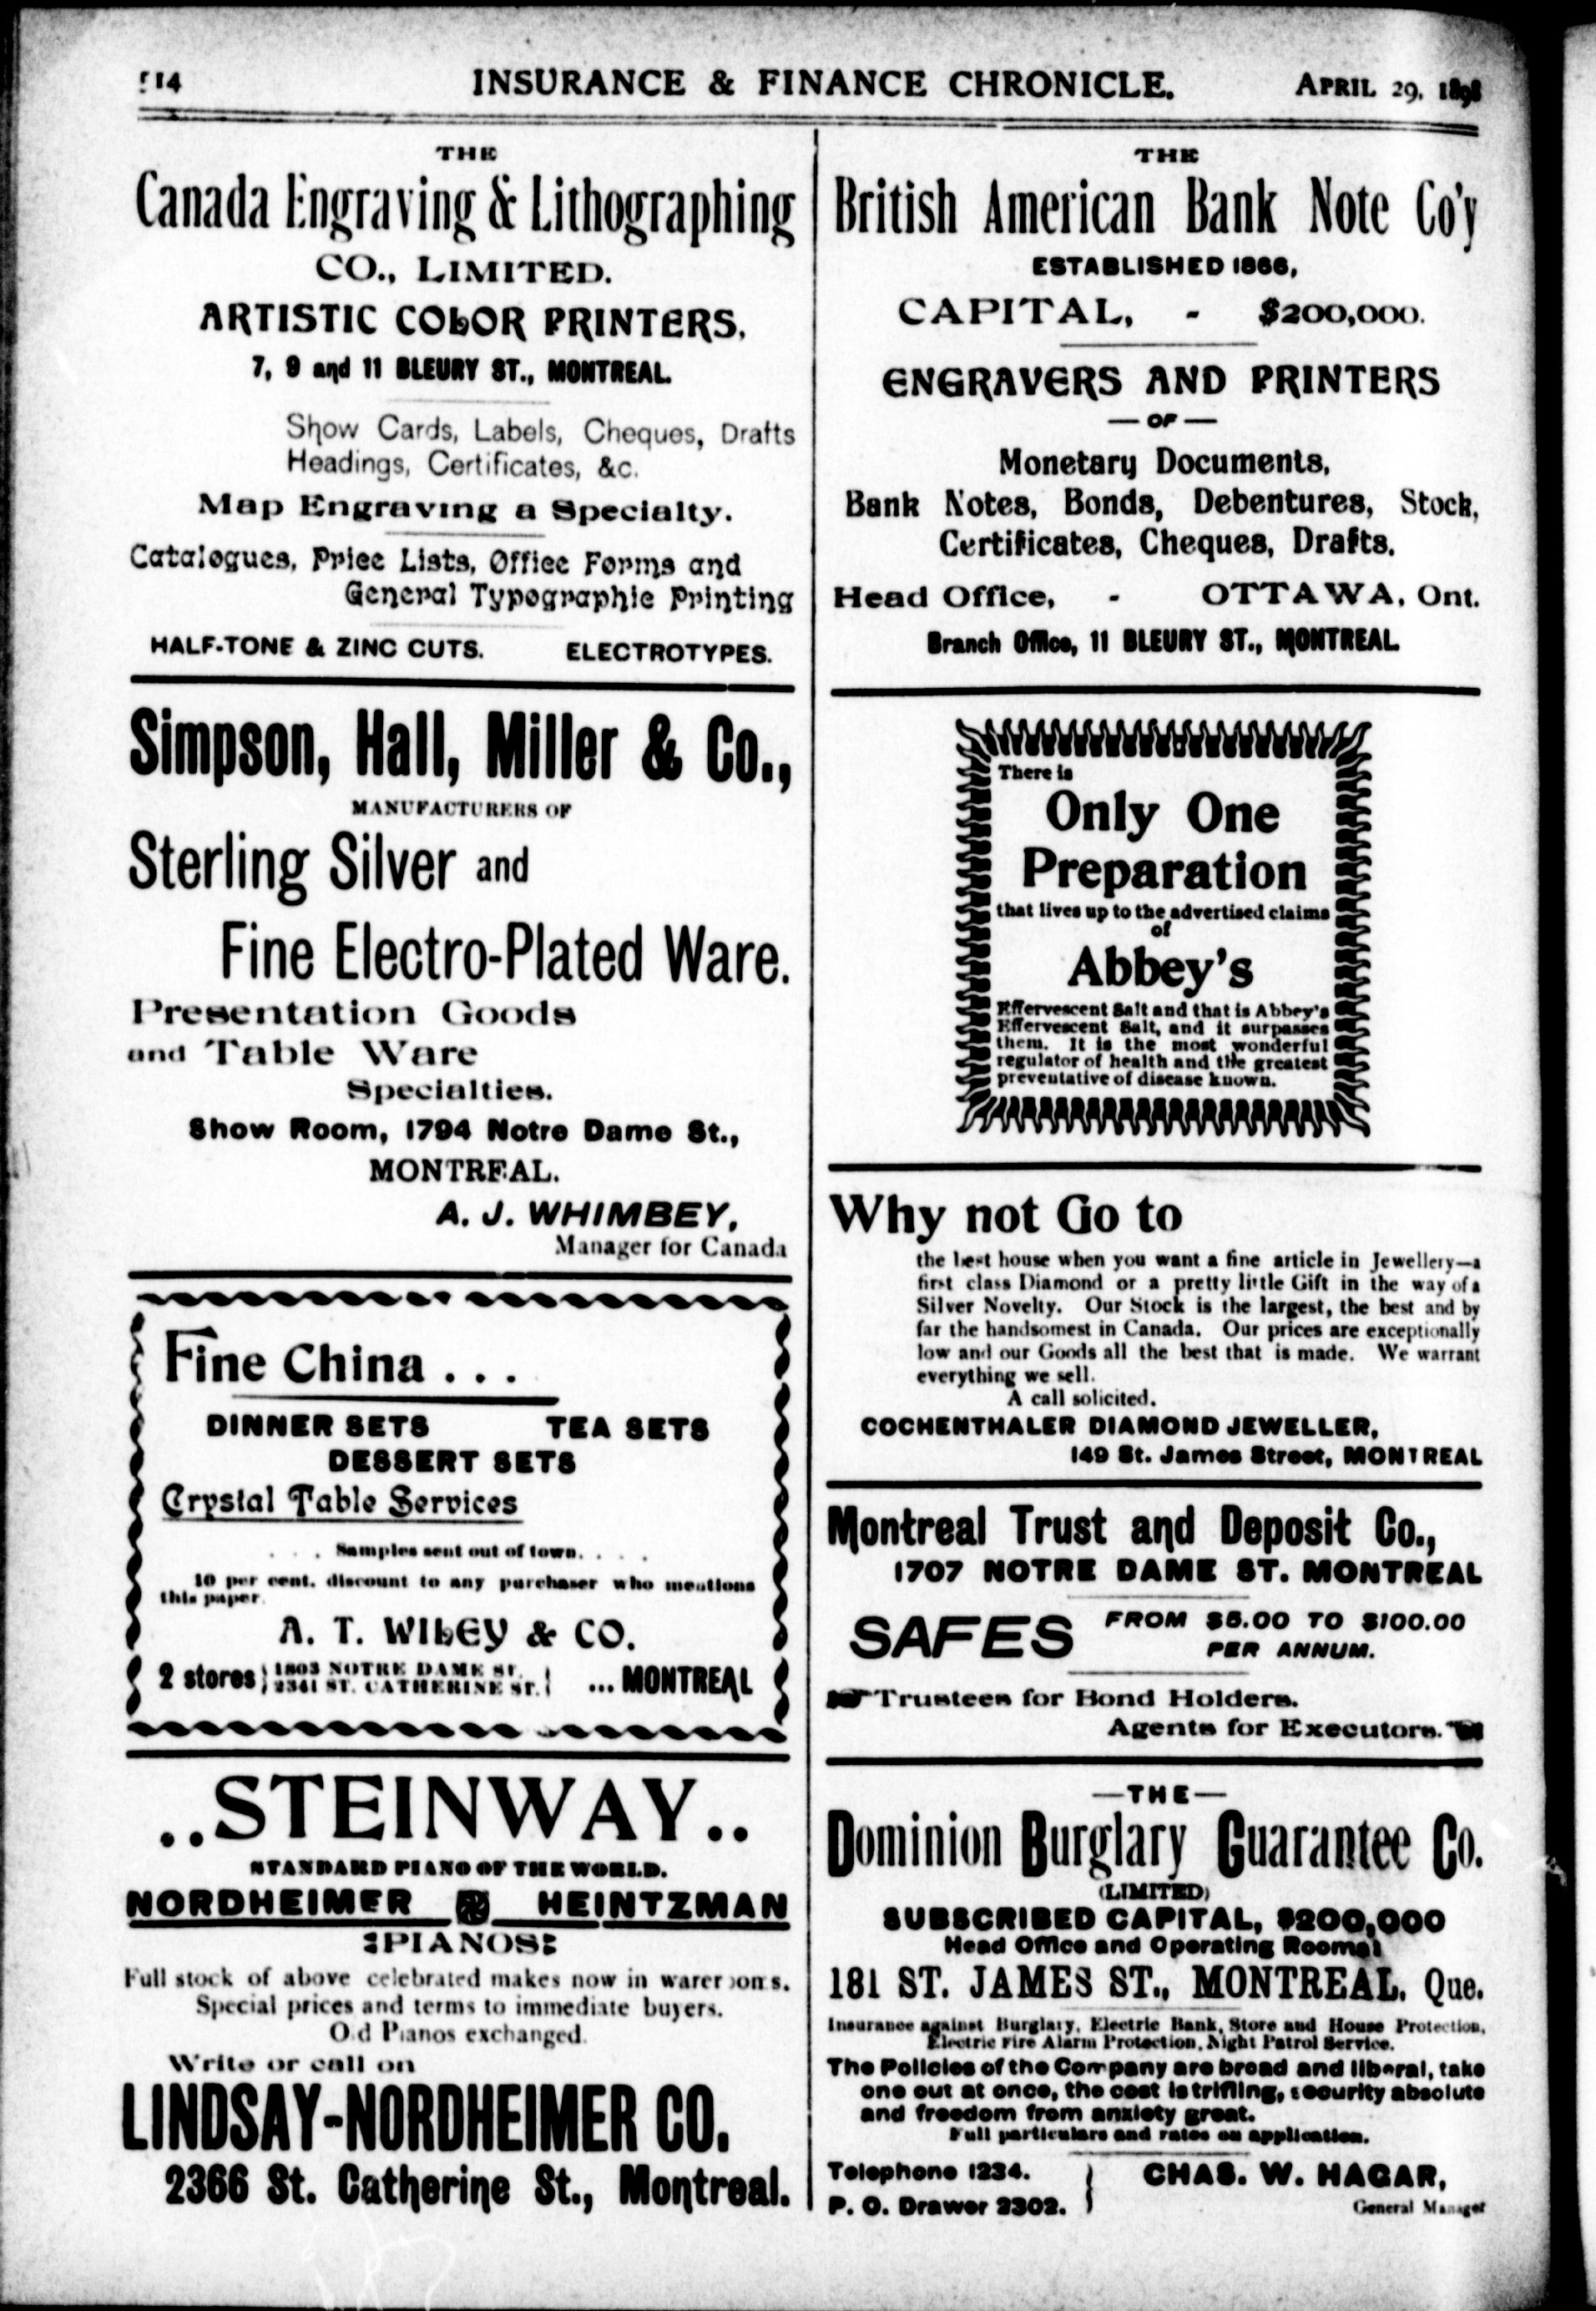 514 INSURANCE & FINANCE CHRONICLE. APRIL 29, 1898
THE
Canada Engraving & Lithographing
CO., LIMITED.
ARTISTIC COLOR PRINTERS,
7, 9 and 11 BLEURY ST., MONTREAL.
Show Cards, Labels, Cheques, Drafts
Headings, Certificates, &c.
Map Engraving a Specialty.
Catalogues, Price Lists, Office Forms and
General Typographic Printing
HALF-TONE & ZINC CUTS. ELECTROTYPES.
Simpson, Hall, Miller & Co.,
MANUFACTURERS OF
Sterling Silver and
Fine Electro-Plated Ware.
Presentation Goods
and Table Ware
Specialties.
Show Room, 1794 Notre Dame St.,
MONTREAL.
A. J. WHIMBEY,
Manager for Canada
Fine China . . .
DINNER SETS TEA SETS
DESSERT SETS
Crystal Table Services
. . . Samples sent out of town. . . .
10 per cent. discount to any purchaser who mentions
this paper.
A. T. WILEY & CO.
2 stores { 1803 NOTRE DAME ST.
2341 ST. CATHERINE ST. } ... MONTREAL
..STEINWAY..
STANDARD PIANO OF THE WORLD.
NORDHEIMER HEINTZMAN
PIANOS
Full stock of above celebrated makes now in warerooms.
Special prices and terms to immediate buyers.
Old Pianos exchanged.
Write or call on
LINDSAY-NORDHEIMER CO.
2366 St. Catherine St., Montreal.
THE
British American Bank Note Co'y
ESTABLISHED 1866,
CAPITAL, - $200,000.
ENGRAVERS AND PRINTERS
— OF —
Monetary Documents,
Bank Notes, Bonds, Debentures, Stock,
Certificates, Cheques, Drafts.
Head Office, - OTTAWA, Ont.
Branch Office, 11 BLEURY ST., MONTREAL.
There is
Only One
Preparation
that lives up to the advertised claims
of
Abbey's
Effervescent Salt and that is Abbey's
Effervescent Salt, and it surpasses
them. It is the most wonderful
regulator of health and the greatest
preventative of disease known.
Why not Go to
the best house when you want a fine article in Jewellery—a
first class Diamond or a pretty little Gift in the way of a
Silver Novelty. Our Stock is the largest, the best and by
far the handsomest in Canada. Our prices are exceptionally
low and our Goods all the best that is made. We warrant
everything we sell.
A call solicited.
COCHENTHALER DIAMOND JEWELLER,
149 St. James Street, MONTREAL
Montreal Trust and Deposit Co.,
1707 NOTRE DAME ST. MONTREAL
SAFES FROM $5.00 TO $100.00
PER ANNUM.
Trustees for Bond Holders.
Agents for Executors.
—THE—
Dominion Burglary Guarantee Co.
(LIMITED)
SUBSCRIBED CAPITAL, $200,000
Head Office and Operating Rooms:
181 ST. JAMES ST., MONTREAL, Que.
Insurance against Burglary, Electric Bank, Store and House Protection,
Electric Fire Alarm Protection, Night Patrol Service.
The Policies of the Company are broad and liberal, take
one out at once, the cost is trifling, security absolute
and freedom from anxiety great.
Full particulars and rates on application.
Telephone 1234.
P. O. Drawer 2302. } CHAS. W. HAGAR,
General Manager